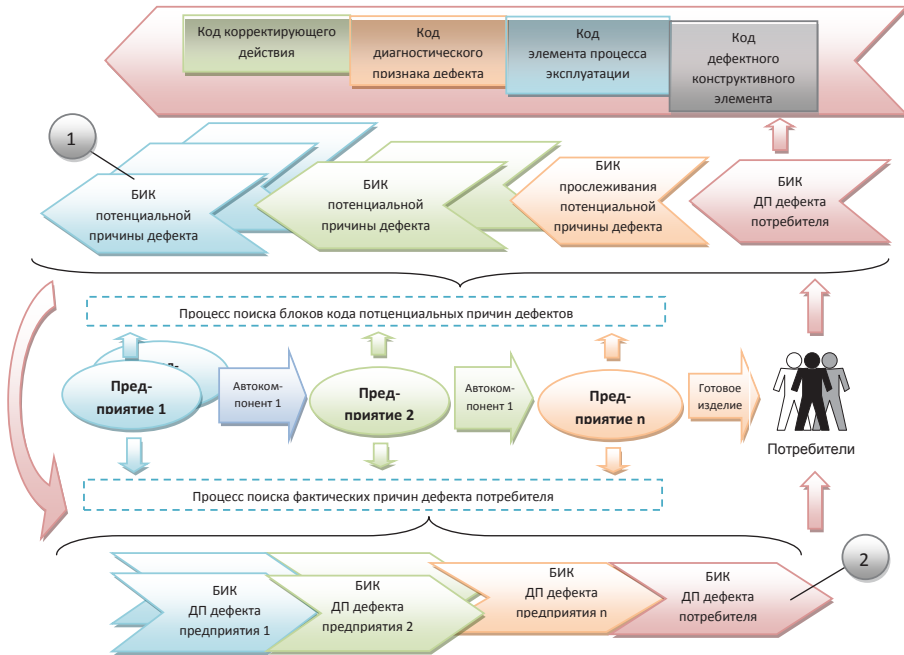 Код корректирующего
действия
Код
диагностического
признака дефекта
Код
элемента процесса
эксплуатации
Код
дефектного
конструктивного
элемента
1
БИК
потенциальной
причины дефекта
БИК
потенциальной
причины дефекта
БИК
прослеживания
потенциальной
причины дефекта
БИК
ДП дефекта
потребителя
Процесс поиска блоков кода потценциальных причин дефектов
Пред-
приятие 1
Автоком-
понент 1
Пред-
приятие 2
Автоком-
понент 1
Пред-
приятие n
Готовое
изделие
Потребители
Процесс поиска фактических причин дефекта потребителя
2
БИК
ДП дефекта
предприятия 1
БИК
ДП дефекта
предприятия 2
БИК
ДП дефекта
предприятия n
БИК
ДП дефекта
потребителя